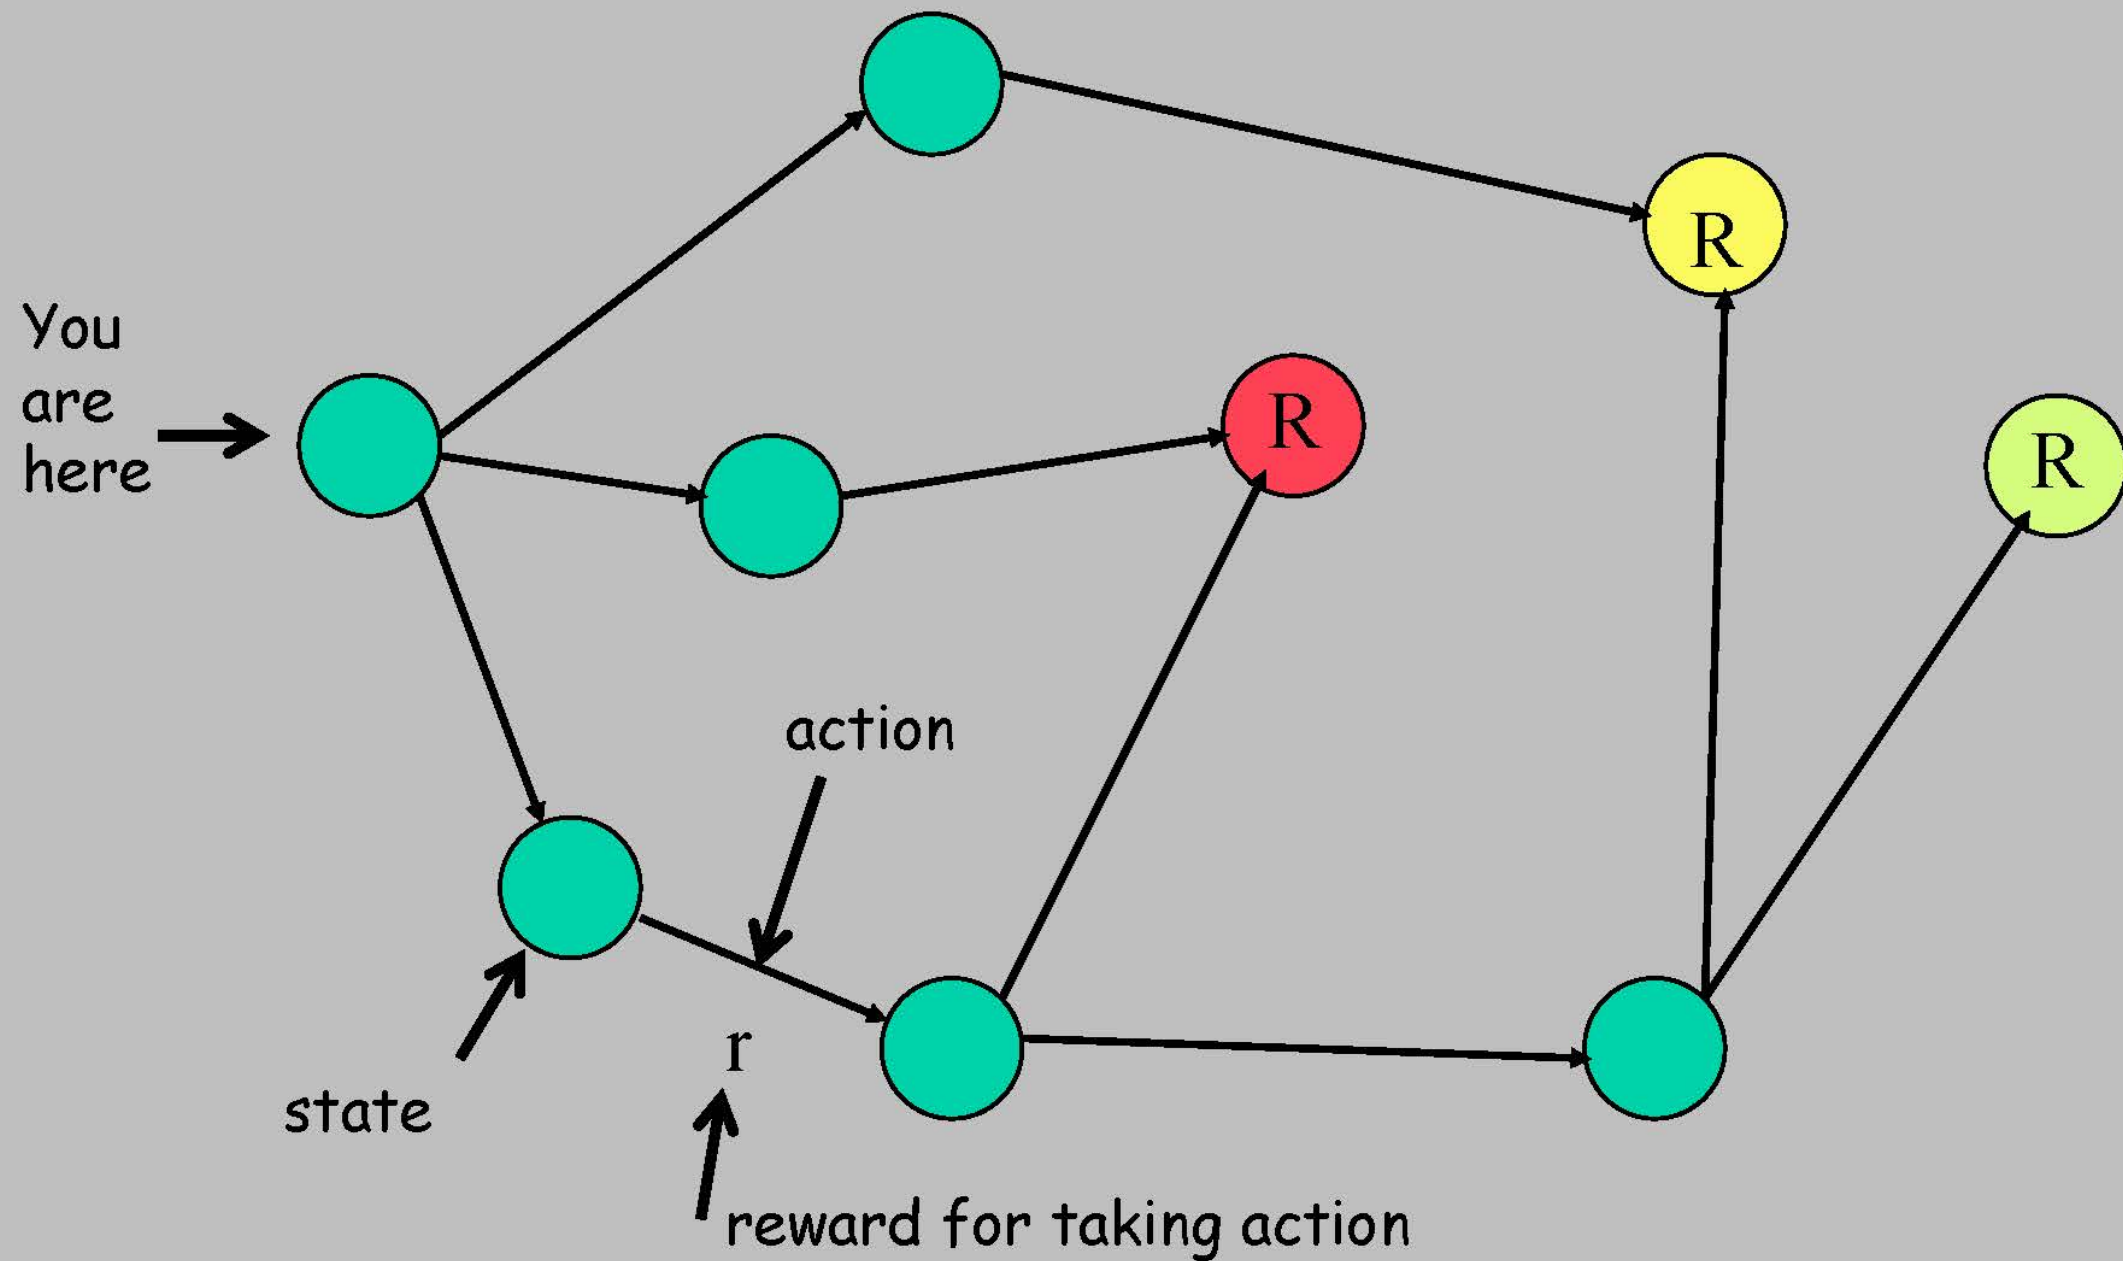 R
You
are
here
R
R
action
r
state
reward for taking action